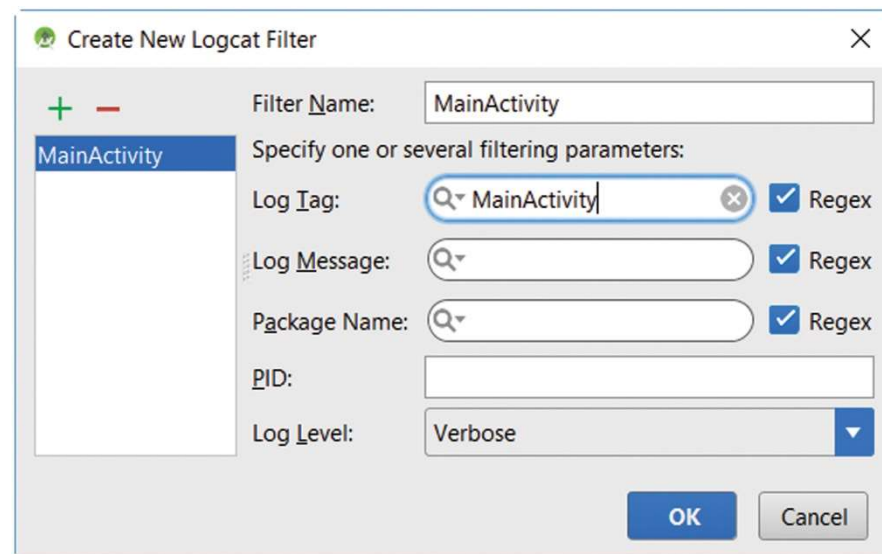 Create New Logcat Filter
MainActivity
Filter Name: MainActivity
Specify one or several filtering parameters:
Log Tag: MainActivity Regex
Log Message: Regex
Package Name: Regex
PID:
Log Level: Verbose
OK Cancel